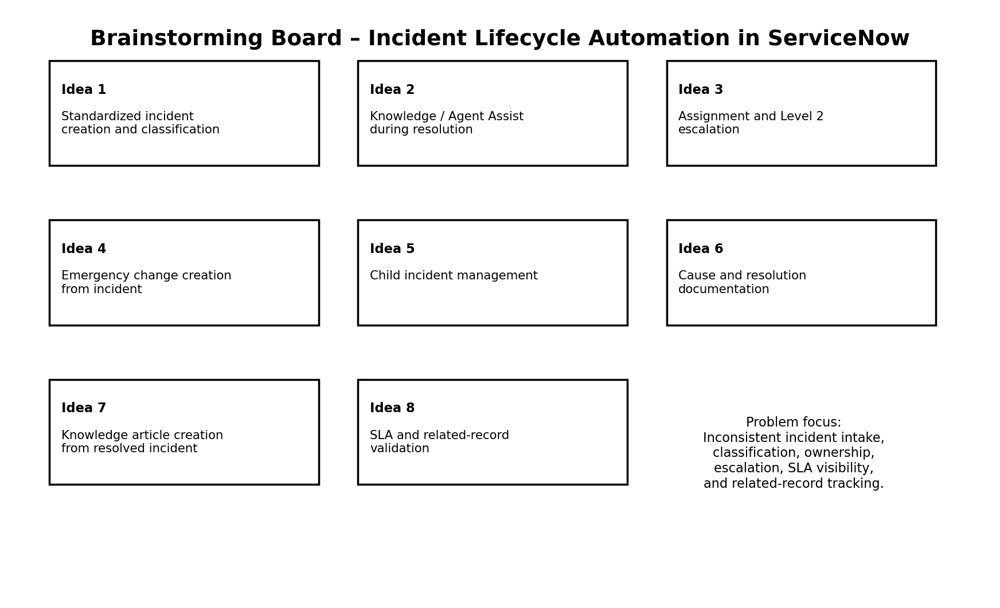 Brainstorming Board – Incident Lifecycle Automation in ServiceNow
Idea 1
Standardized incident
creation and classification
Idea 2
Knowledge / Agent Assist
during resolution
Idea 3
Assignment and Level 2
escalation
Idea 4
Emergency change creation
from incident
Idea 5
Child incident management
Idea 6
Cause and resolution
documentation
Idea 7
Knowledge article creation
from resolved incident
Idea 8
SLA and related-record
validation
Problem focus:
Inconsistent incident intake,
classification, ownership,
escalation, SLA visibility,
and related-record tracking.